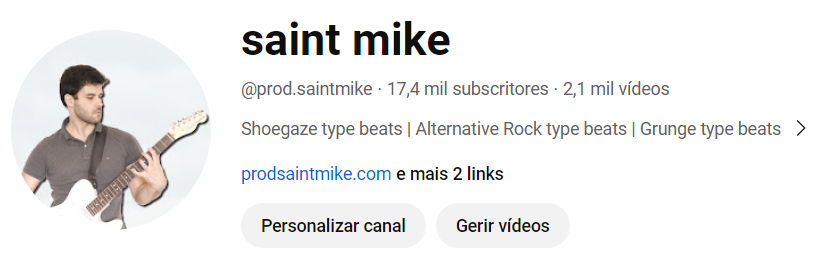 saint mike
@prod.saintmike · 17,4 mil subscritores · 2,1 mil vídeos
Shoegaze type beats | Alternative Rock type beats | Grunge type beats
prodsaintmike.com e mais 2 links
Personalizar canal Gerir vídeos